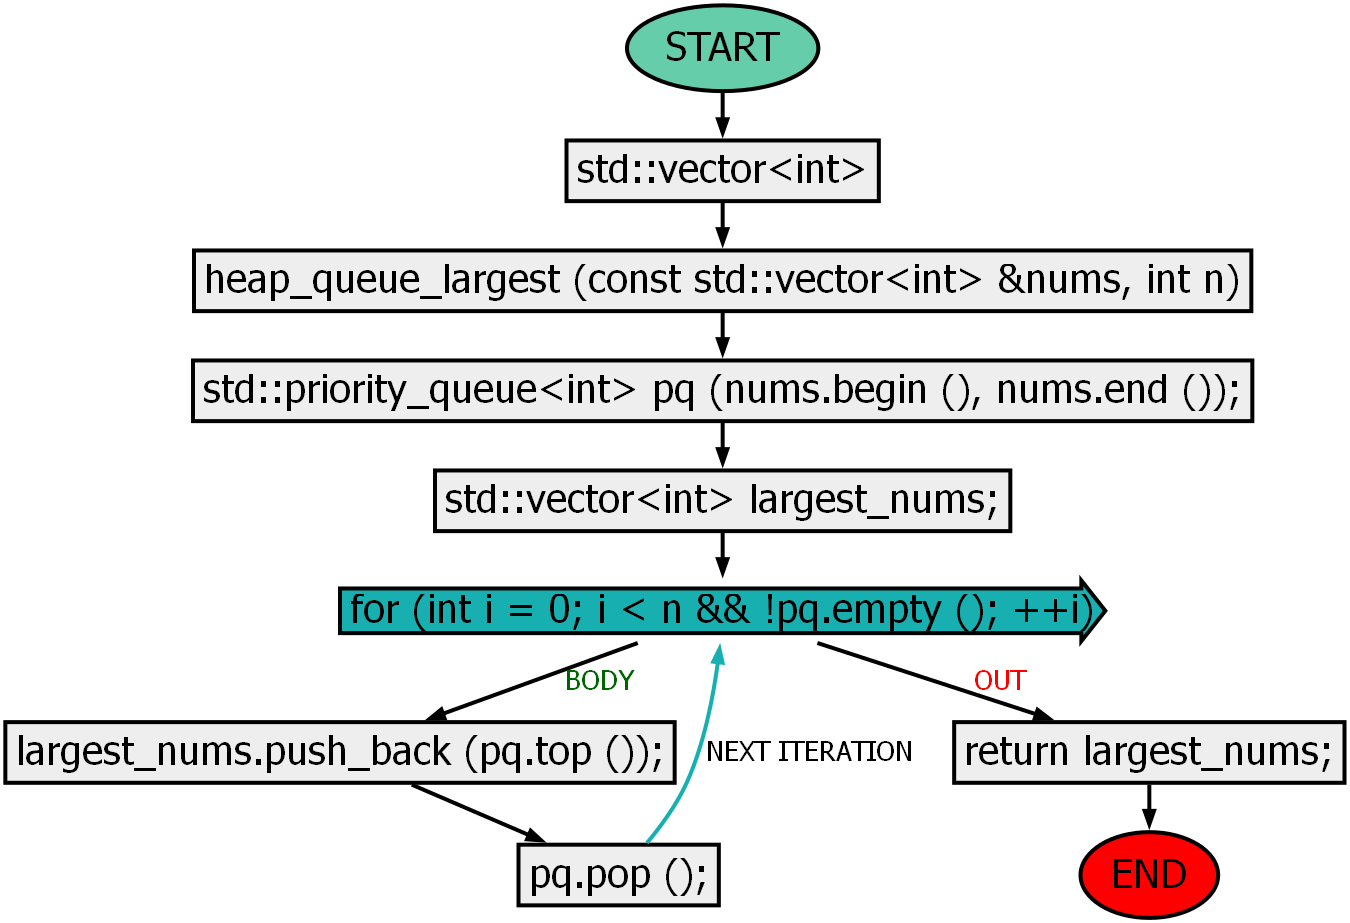 START
std::vector<int>
heap_queue_largest (const std::vector<int> &nums, int n)
std::priority_queue<int> pq (nums.begin (), nums.end ());
std::vector<int> largest_nums;
for (int i = 0; i < n && !pq.empty (); ++i)
BODY
OUT
largest_nums.push_back (pq.top ());
NEXT ITERATION
return largest_nums;
pq.pop ();
END